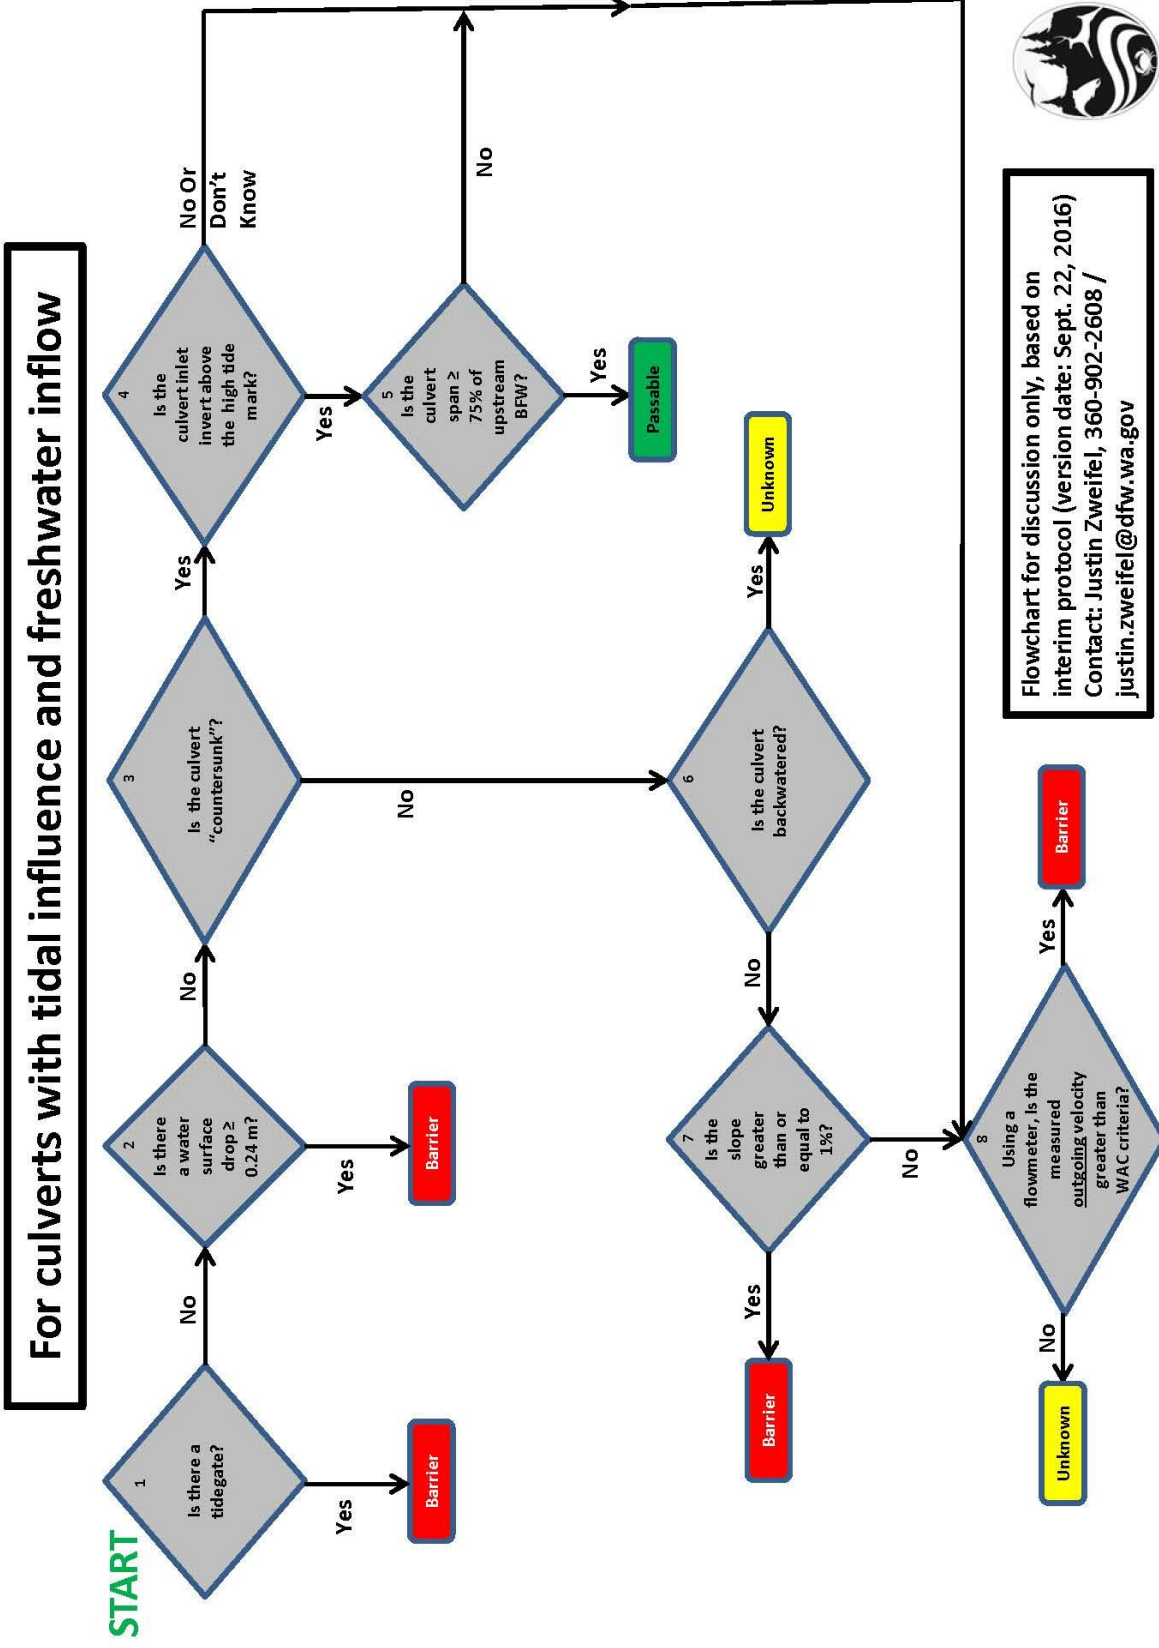 For culverts with tidal influence and freshwater inflow
START
1
Is there a
tidegate?
Yes
Barrier
No
2
Is there
a water
surface
drop ≥
0.24 m?
Yes
Barrier
No
3
Is the culvert
“countersunk”?
Yes
No
4
Is the
culvert inlet
invert above
the high tide
mark?
No Or
Don’t
Know
Yes
5
Is the
culvert
span ≥
75% of
upstream
BFW?
No
Yes
Passable
6
Is the culvert
backwatered?
Yes
Unknown
No
7
Is the
slope
greater
than or
equal to
1%?
Yes
Barrier
No
8
Using a
flowmeter, Is the
measured
outgoing velocity
greater than
WAC criteria?
No
Unknown
Yes
Barrier
Flowchart for discussion only, based on
interim protocol (version date: Sept. 22, 2016)
Contact: Justin Zweifel, 360-902-2608 /
justin.zweifel@dfw.wa.gov